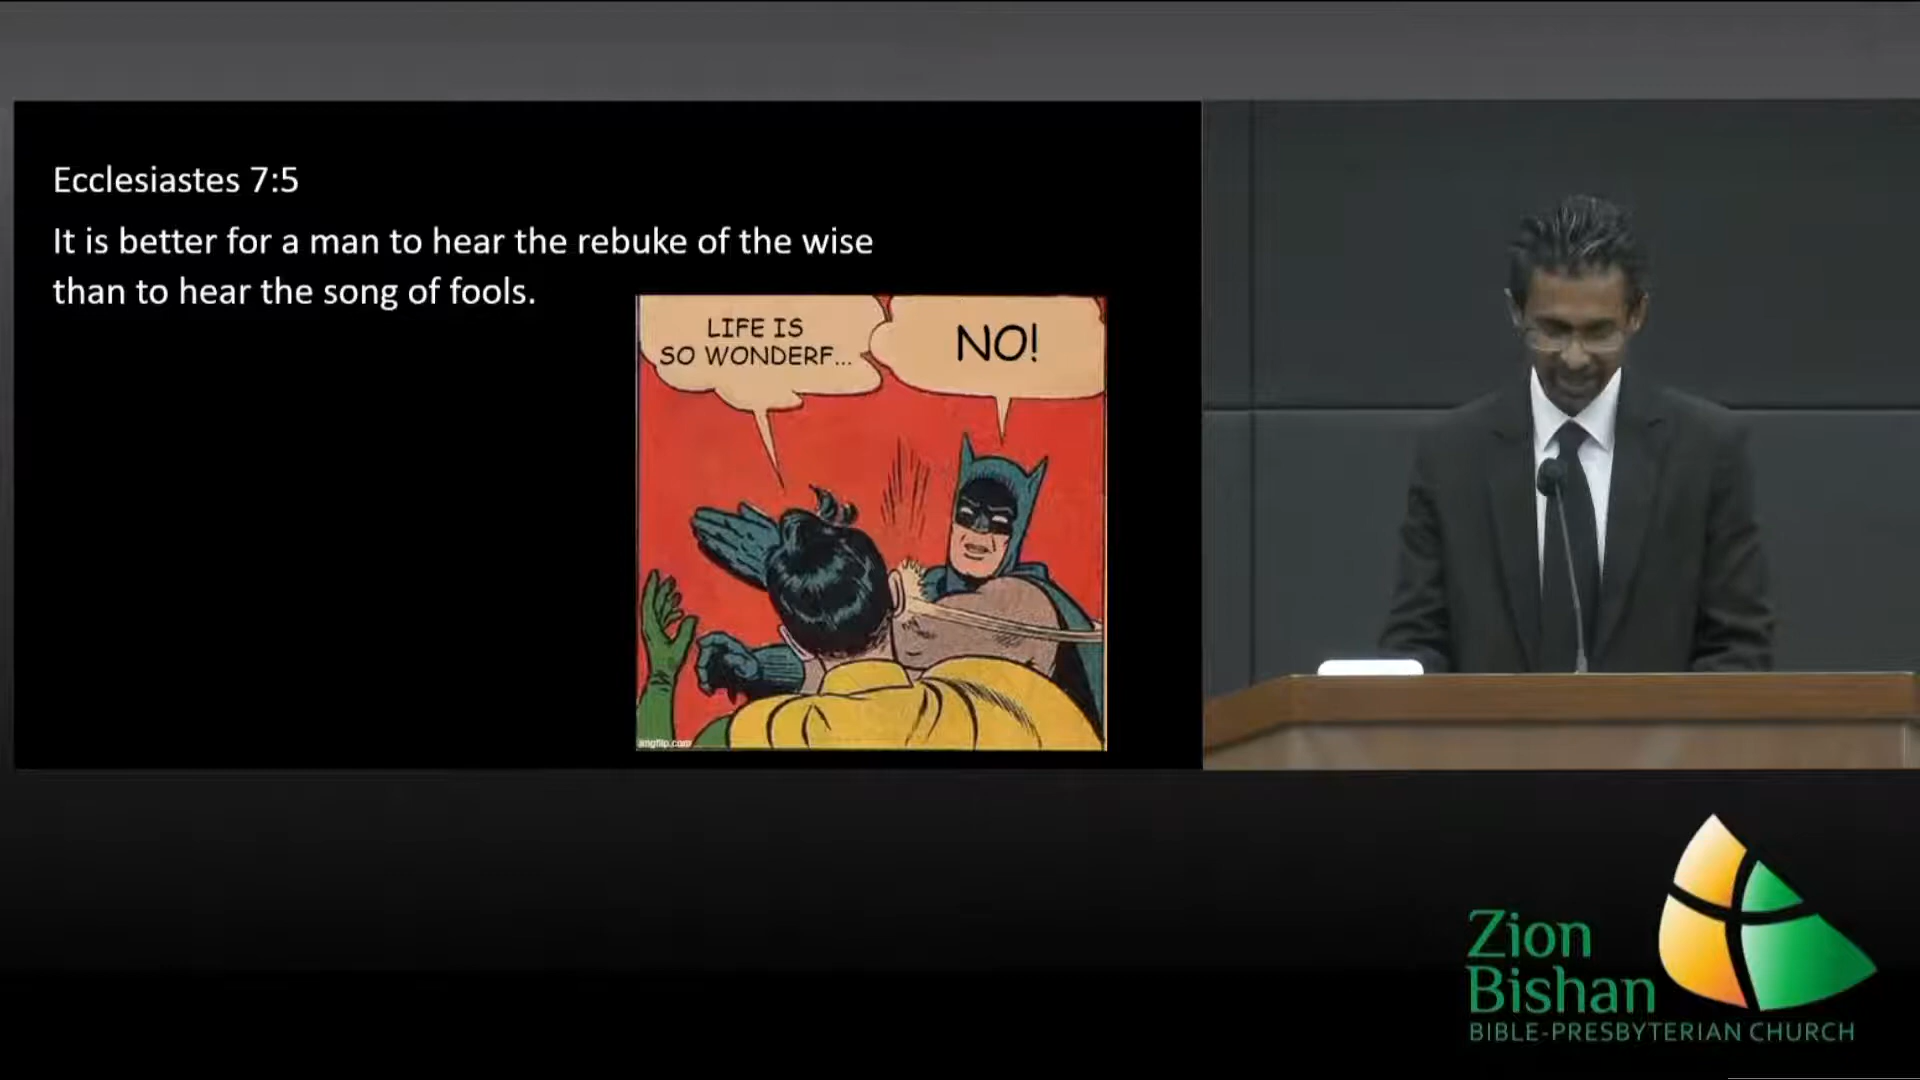 Ecclesiastes 7:5
It is better for a man to hear the rebuke of the wise
than to hear the song of fools.
LIFE IS
SO WONDERF...
NO!
imgflip.com
Zion
Bishan
BIBLE-PRESBYTERIAN CHURCH